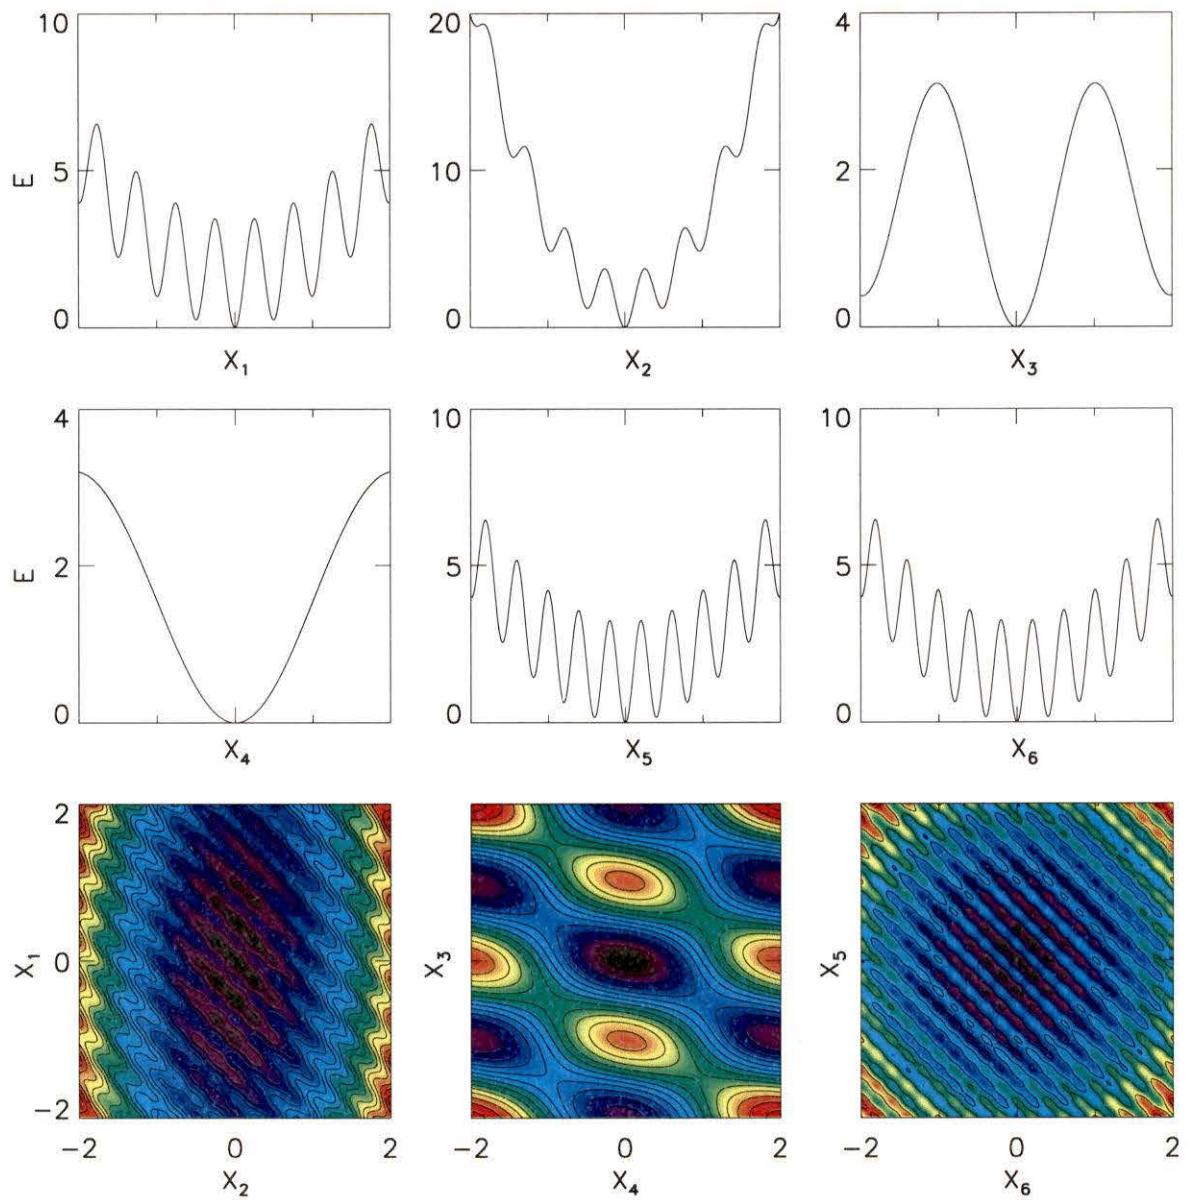 10 20 4
E 5 10 2
0 0 0
X₁ X₂ X₃
4 10 10
E 2 5 5
0 0 0
X₄ X₅ X₆
2
X₁ 0 X₃ X₅
−2
−2 0 2 −2 0 2 −2 0 2
X₂ X₄ X₆